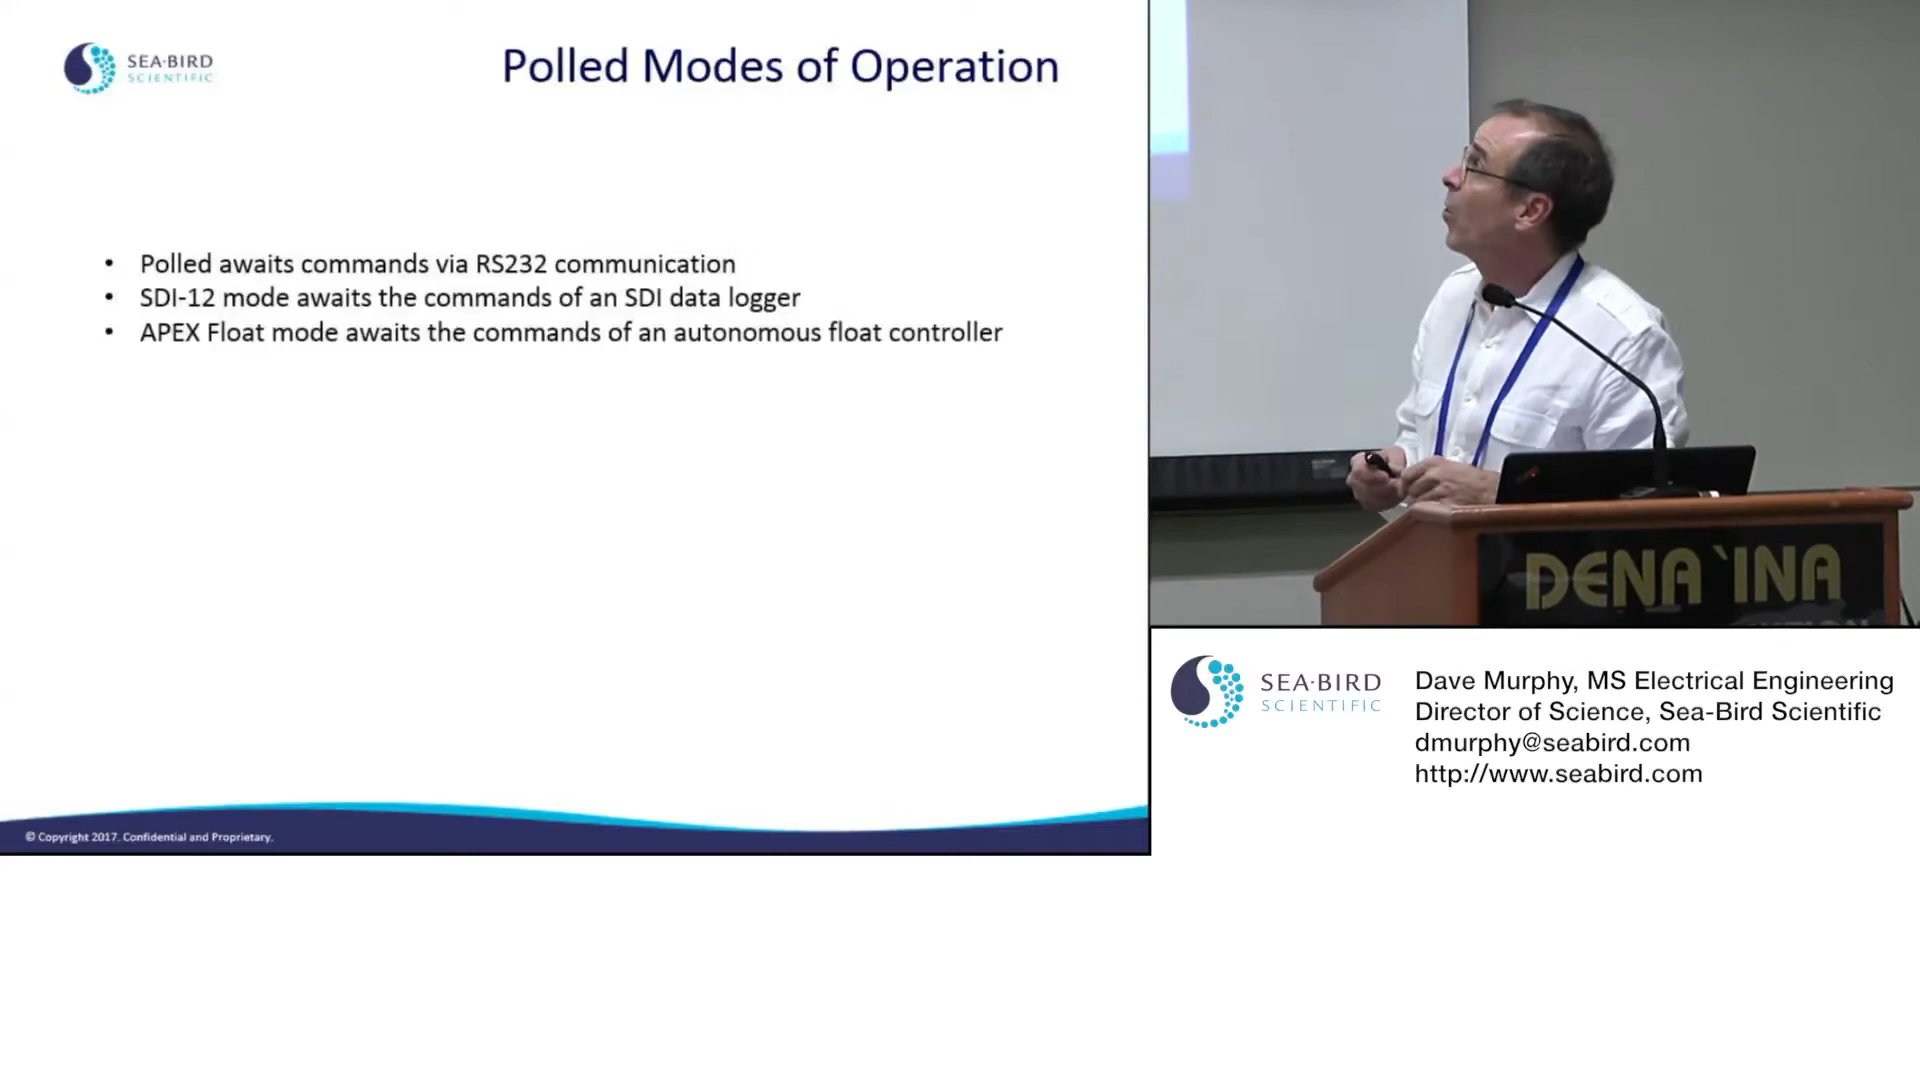 SEA·BIRD
SCIENTIFIC
Polled Modes of Operation
• Polled awaits commands via RS232 communication
• SDI-12 mode awaits the commands of an SDI data logger
• APEX Float mode awaits the commands of an autonomous float controller
© Copyright 2017. Confidential and Proprietary.
DENA`INA
SEA·BIRD
SCIENTIFIC
Dave Murphy, MS Electrical Engineering
Director of Science, Sea-Bird Scientific
dmurphy@seabird.com
http://www.seabird.com